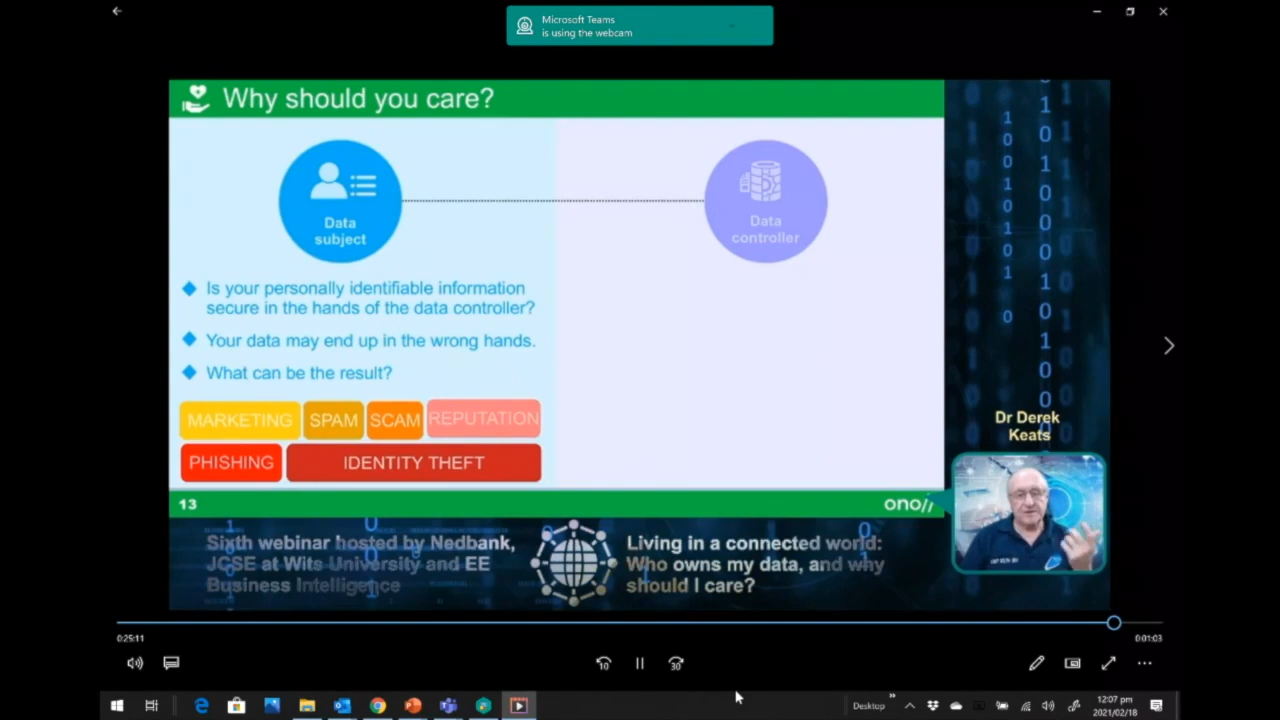 Microsoft Teams
is using the webcam
Why should you care?
Data
subject
Data
controller
Is your personally identifiable information
secure in the hands of the data controller?
Your data may end up in the wrong hands.
What can be the result?
MARKETING SPAM SCAM REPUTATION
PHISHING IDENTITY THEFT
13
ono//
Dr Derek
Keats
Sixth webinar hosted by Nedbank,
JCSE at Wits University and EE
Business Intelligence
Living in a connected world:
Who owns my data, and why
should I care?
0:25:11
0:01:03
10
30
Desktop
12:07 pm
2021/02/18